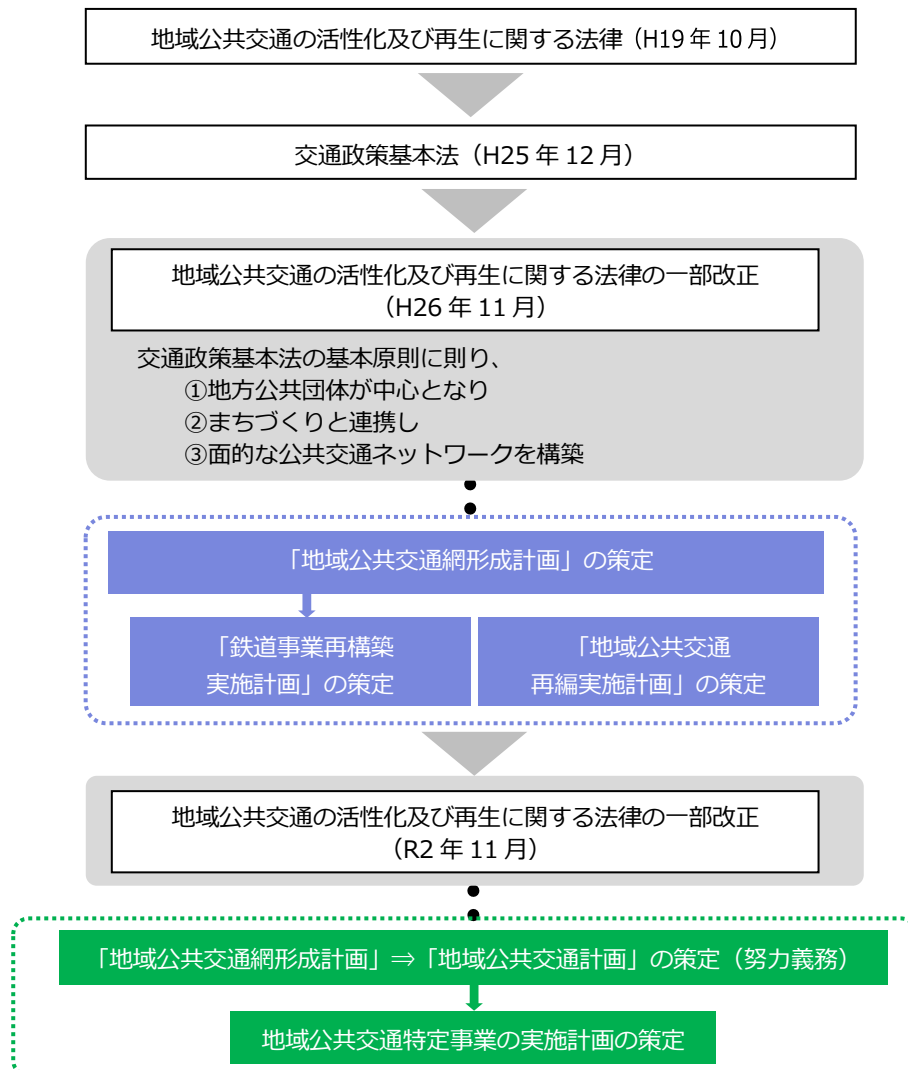 地域公共交通の活性化及び再生に関する法律（H19年10月）
交通政策基本法（H25年12月）
地域公共交通の活性化及び再生に関する法律の一部改正
（H26年11月）
交通政策基本法の基本原則に則り、
①地方公共団体が中心となり
②まちづくりと連携し
③面的な公共交通ネットワークを構築
「地域公共交通網形成計画」の策定
「鉄道事業再構築
実施計画」の策定
「地域公共交通
再編実施計画」の策定
地域公共交通の活性化及び再生に関する法律の一部改正
（R2年11月）
「地域公共交通網形成計画」⇒「地域公共交通計画」の策定（努力義務）
地域公共交通特定事業の実施計画の策定